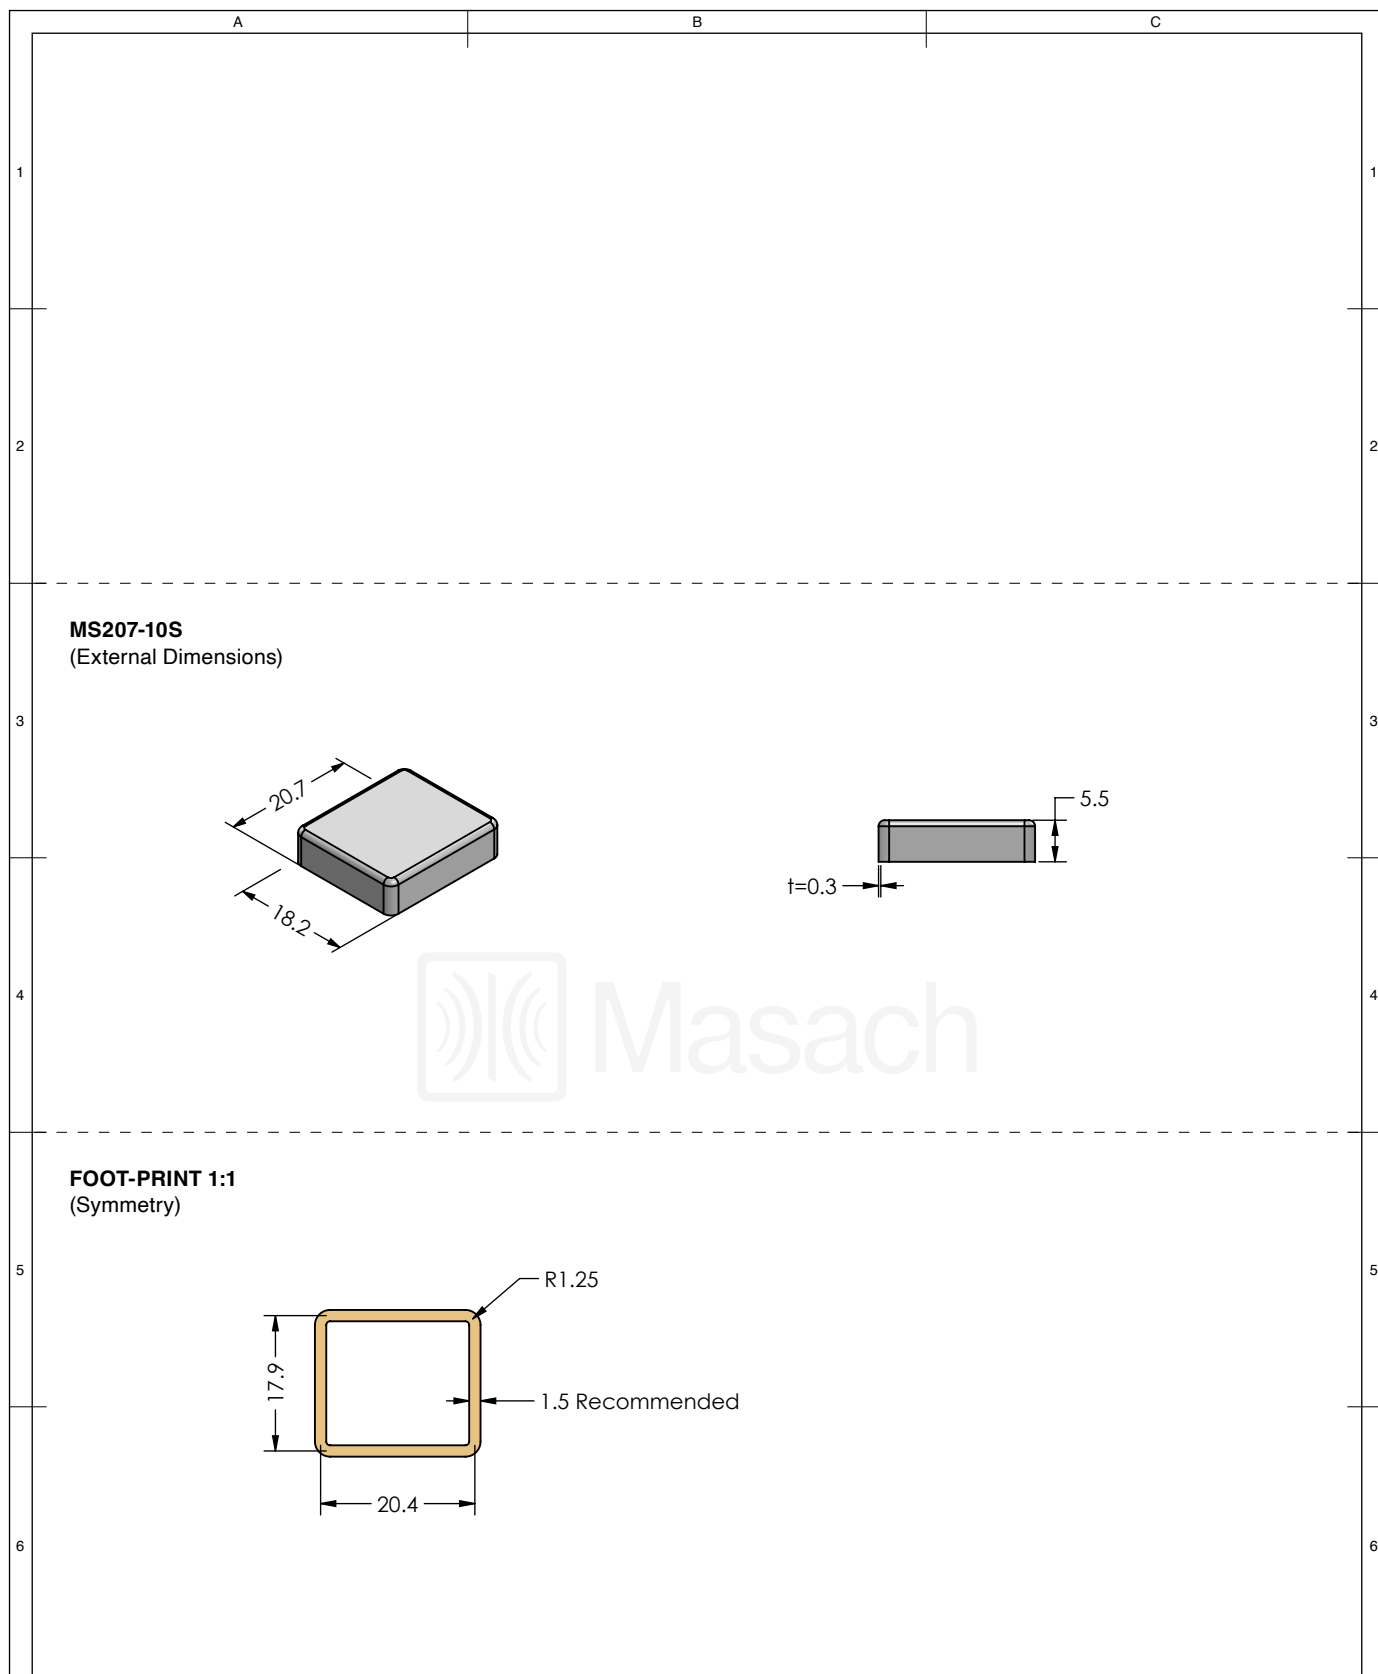 A B C
1 1
2 2
MS207-10S
(External Dimensions)
3 3
20.7
5.5
t=0.3
18.2
Masach
4 4
FOOT-PRINT 1:1
(Symmetry)
5 5
R1.25
17.9
1.5 Recommended
20.4
6 6